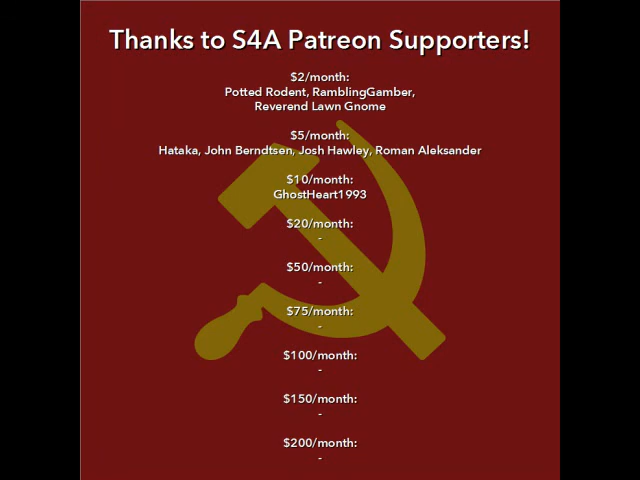 Thanks to S4A Patreon Supporters!
$2/month:
Potted Rodent, RamblingGamber,
Reverend Lawn Gnome
$5/month:
Hataka, John Berndtsen, Josh Hawley, Roman Aleksander
$10/month:
GhostHeart1993
$20/month:
-
$50/month:
-
$75/month:
-
$100/month:
-
$150/month:
-
$200/month:
-